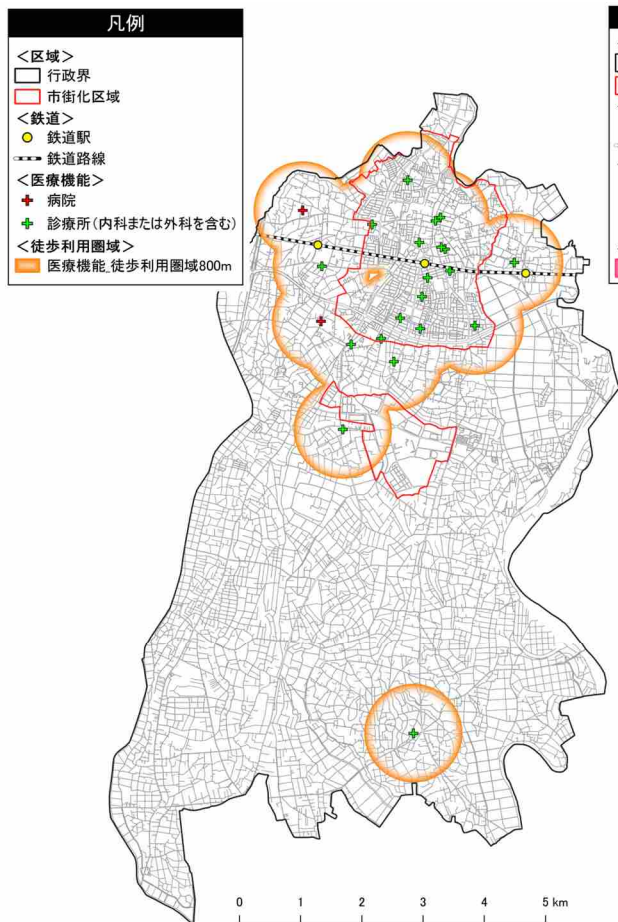 凡例
＜区域＞
行政界
市街化区域
＜鉄道＞
鉄道駅
鉄道路線
＜医療機能＞
病院
診療所（内科または外科を含む）
＜徒歩利用圏域＞
医療機能_徒歩利用圏域800m
0 1 2 3 4 5 km